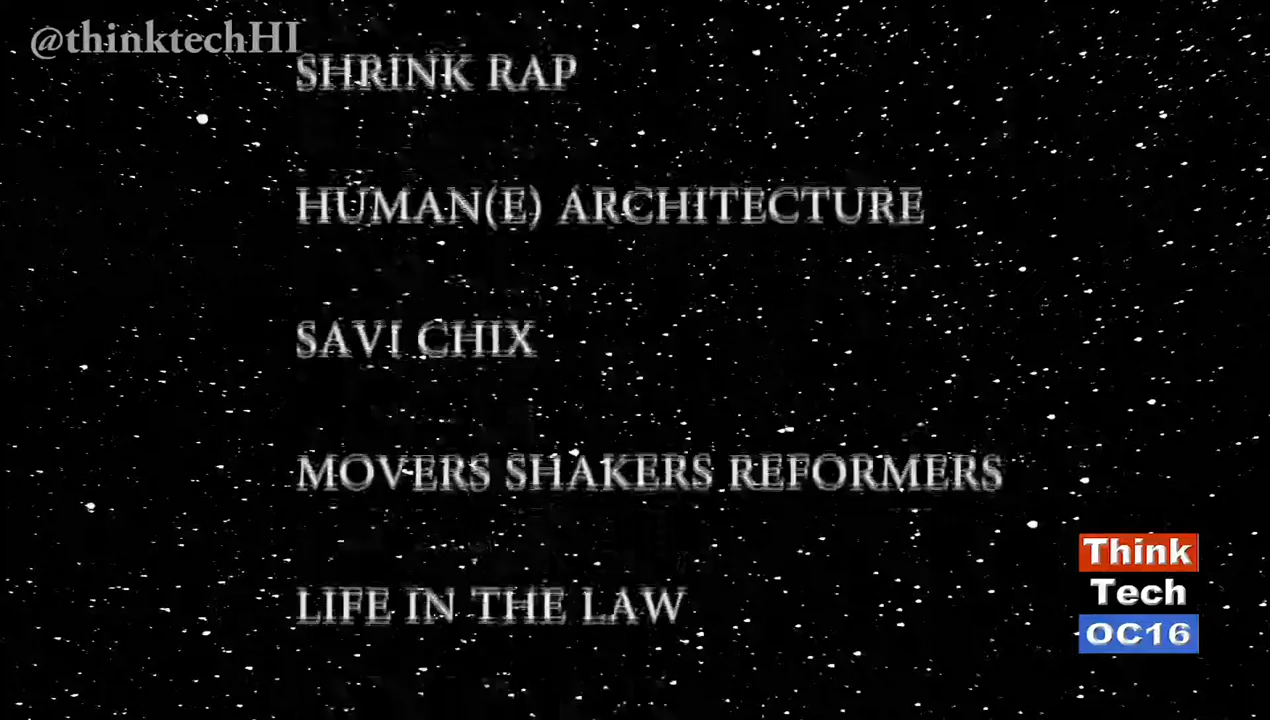 @thinktechHI
SHRINK RAP
HUMAN(E) ARCHITECTURE
SAVI CHIX
MOVERS SHAKERS REFORMERS
LIFE IN THE LAW
Think
Tech
OC16